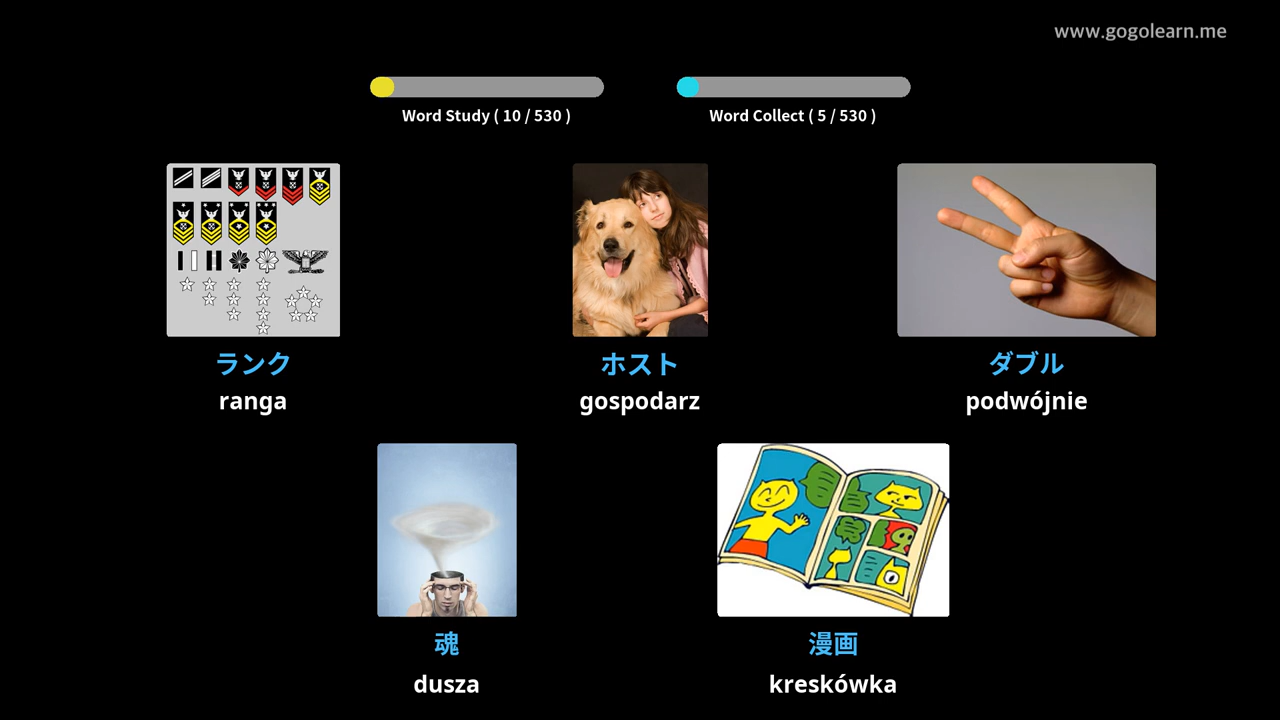 www.gogolearn.me
Word Study ( 10 / 530 )
Word Collect ( 5 / 530 )
ランク
ranga
ホスト
gospodarz
ダブル
podwójnie
魂
dusza
漫画
kreskówka